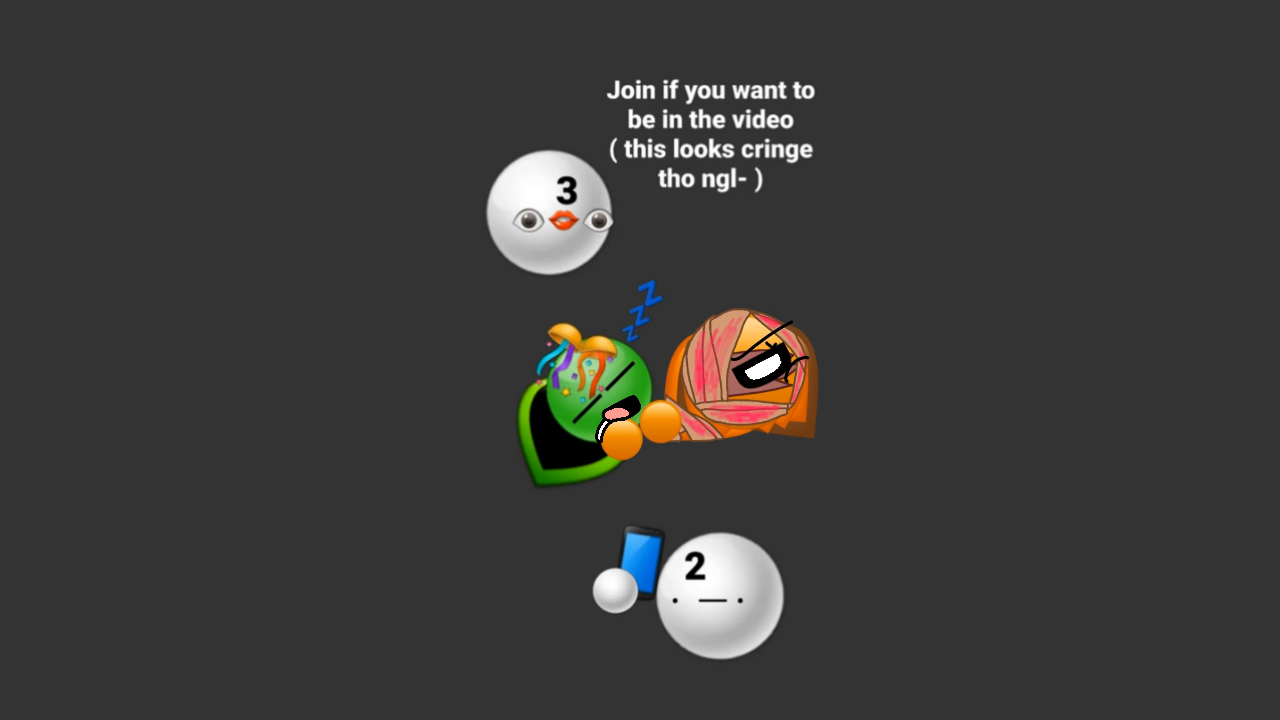 Join if you want to
be in the video
( this looks cringe
tho ngl- )
3
z
z
z
2